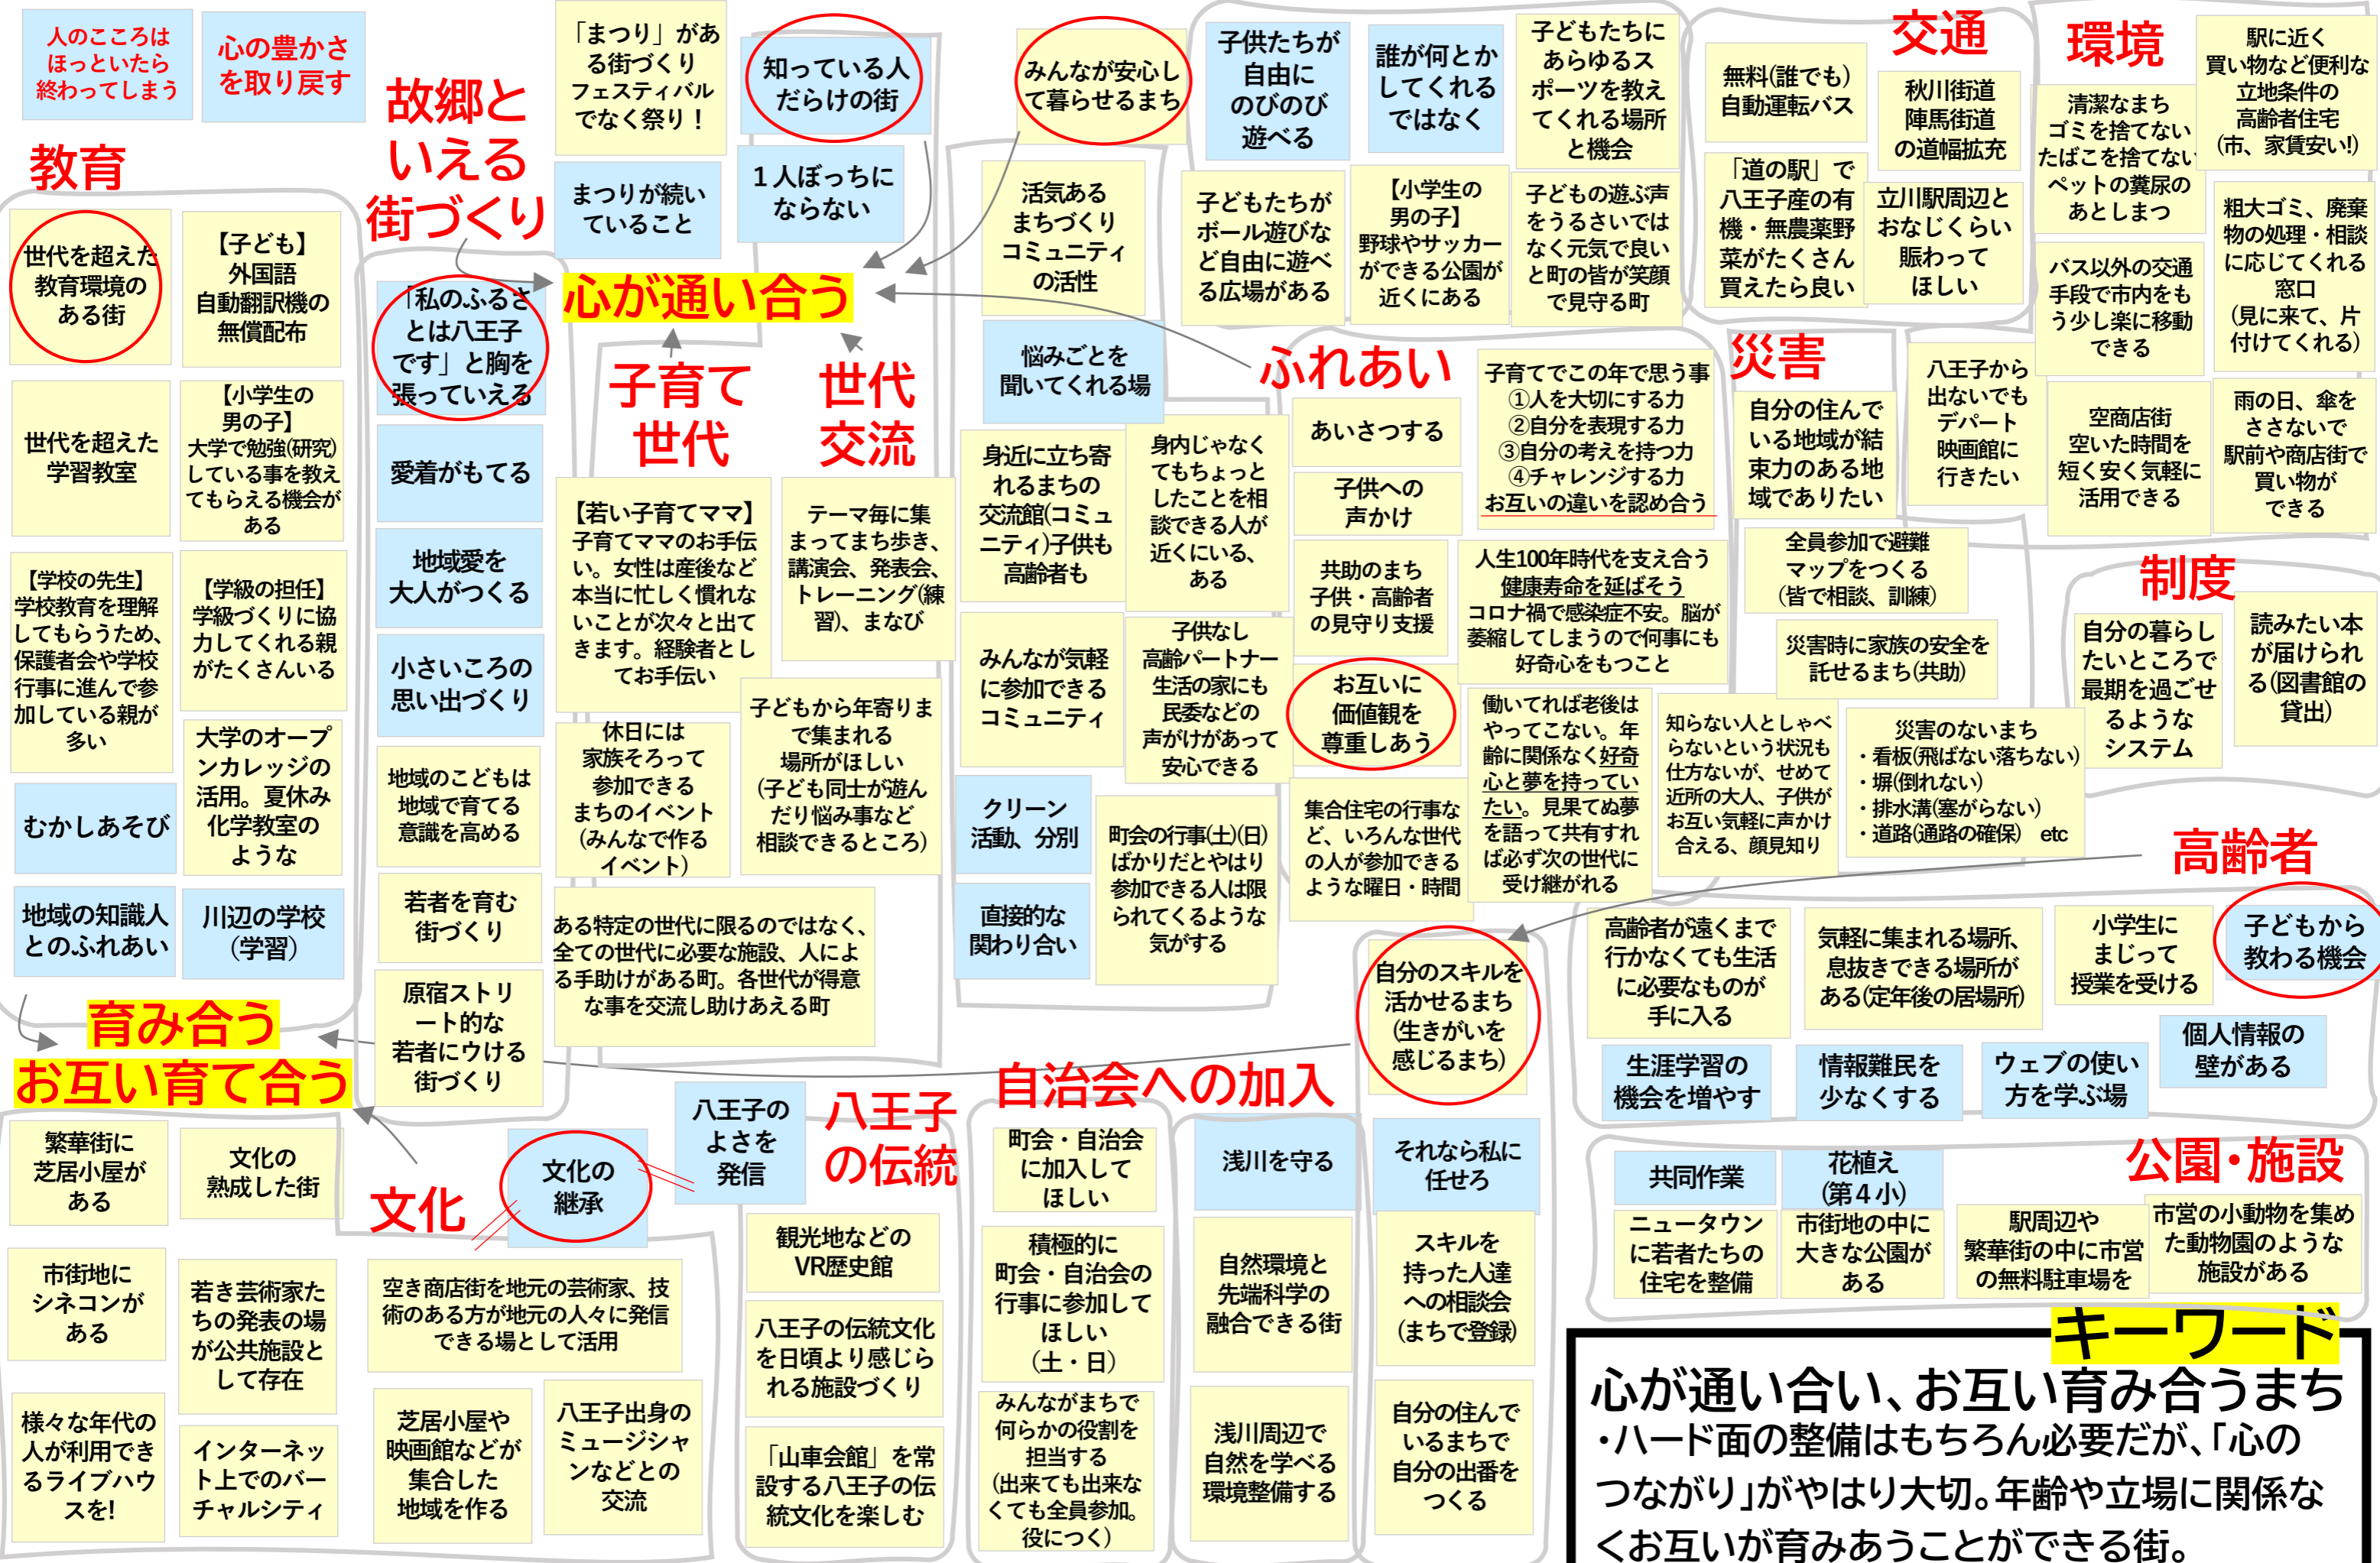 人のこころは
ほっといたら
終わってしまう
心の豊かさ
を取り戻す
教育
世代を超えた
教育環境の
ある街
【子ども】
外国語
自動翻訳機の
無償配布
世代を超えた
学習教室
【小学生の
男の子】
大学で勉強(研究)
している事を教え
てもらえる機会が
ある
【学校の先生】
学校教育を理解
してもらうため、
保護者会や学校
行事に進んで参
加している親が
多い
【学級の担任】
学級づくりに協
力してくれる親
がたくさんいる
むかしあそび
大学のオープ
ンカレッジの
活用。夏休み
化学教室の
ような
地域の知識人
とのふれあい
川辺の学校
(学習)
育み合う
お互い育て合う
故郷と
いえる
街づくり
「私のふるさ
とは八王子
です」と胸を
張っていえる
愛着がもてる
地域愛を
大人がつくる
小さいころの
思い出づくり
地域のこどもは
地域で育てる
意識を高める
若者を育む
街づくり
原宿ストリ
ート的な
若者にウける
街づくり
「まつり」があ
る街づくり
フェスティバル
でなく祭り！
まつりが続い
ていること
知っている人
だらけの街
１人ぼっちに
ならない
みんなが安心し
て暮らせるまち
心が通い合う
子育て
世代
世代
交流
【若い子育てママ】
子育てママのお手伝
い。女性は産後など
本当に忙しく慣れな
いことが次々と出て
きます。経験者とし
てお手伝い
テーマ毎に集
まってまち歩き、
講演会、発表会、
トレーニング(練
習)、まなび
休日には
家族そろって
参加できる
まちのイベント
(みんなで作る
イベント)
子どもから年寄りま
で集まれる
場所がほしい
(子ども同士が遊ん
だり悩み事など
相談できるところ)
ある特定の世代に限るのではなく、
全ての世代に必要な施設、人によ
る手助けがある町。各世代が得意
な事を交流し助けあえる町
活気ある
まちづくり
コミュニティ
の活性
悩みごとを
聞いてくれる場
身近に立ち寄
れるまちの
交流館(コミュ
ニティ)子供も
高齢者も
身内じゃなく
てもちょっと
したことを相
談できる人が
近くにいる、
ある
みんなが気軽
に参加できる
コミュニティ
子供なし
高齢パートナー
生活の家にも
民委などの
声がけがあって
安心できる
クリーン
活動、分別
直接的な
関わり合い
町会の行事(土)(日)
ばかりだとやはり
参加できる人は限
られてくるような
気がする
子供たちが
自由に
のびのび
遊べる
誰が何とか
してくれる
ではなく
子どもたちに
あらゆるス
ポーツを教え
てくれる場所
と機会
子どもたちが
ボール遊びな
ど自由に遊べ
る広場がある
【小学生の
男の子】
野球やサッカー
ができる公園が
近くにある
子どもの遊ぶ声
をうるさいでは
なく元気で良い
と町の皆が笑顔
で見守る町
ふれあい
あいさつする
子供への
声かけ
共助のまち
子供・高齢者
の見守り支援
お互いに
価値観を
尊重しあう
集合住宅の行事な
ど、いろんな世代
の人が参加できる
ような曜日・時間
子育てでこの年で思う事
①人を大切にする力
②自分を表現する力
③自分の考えを持つ力
④チャレンジする力
お互いの違いを認め合う
人生100年時代を支え合う
健康寿命を延ばそう
コロナ禍で感染症不安。脳が
萎縮してしまうので何事にも
好奇心をもつこと
働いてれば老後は
やってこない。年
齢に関係なく好奇
心と夢を持ってい
たい。見果てぬ夢
を語って共有すれ
ば必ず次の世代に
受け継がれる
知らない人としゃべ
らないという状況も
仕方ないが、せめて
近所の大人、子供が
お互い気軽に声かけ
合える、顔見知り
交通
無料(誰でも)
自動運転バス
秋川街道
陣馬街道
の道幅拡充
「道の駅」で
八王子産の有
機・無農薬野
菜がたくさん
買えたら良い
立川駅周辺と
おなじくらい
賑わって
ほしい
環境
清潔なまち
ゴミを捨てない
たばこを捨てない
ペットの糞尿の
あとしまつ
駅に近く
買い物など便利な
立地条件の
高齢者住宅
(市、家賃安い!)
バス以外の交通
手段で市内をも
う少し楽に移動
できる
粗大ゴミ、廃棄
物の処理・相談
に応じてくれる
窓口
(見に来て、片
付けてくれる)
八王子から
出ないでも
デパート
映画館に
行きたい
空商店街
空いた時間を
短く安く気軽に
活用できる
雨の日、傘を
ささないで
駅前や商店街で
買い物が
できる
災害
自分の住んで
いる地域が結
束力のある地
域でありたい
全員参加で避難
マップをつくる
(皆で相談、訓練)
災害時に家族の安全を
託せるまち(共助)
災害のないまち
・看板(飛ばない落ちない)
・塀(倒れない)
・排水溝(塞がらない)
・道路(通路の確保)　etc
制度
自分の暮らし
たいところで
最期を過ごせ
るような
システム
読みたい本
が届けられ
る(図書館の
貸出)
高齢者
高齢者が遠くまで
行かなくても生活
に必要なものが
手に入る
気軽に集まれる場所、
息抜きできる場所が
ある(定年後の居場所)
小学生に
まじって
授業を受ける
子どもから
教わる機会
生涯学習の
機会を増やす
情報難民を
少なくする
ウェブの使い
方を学ぶ場
個人情報の
壁がある
公園・施設
共同作業
花植え
(第４小)
ニュータウン
に若者たちの
住宅を整備
市街地の中に
大きな公園が
ある
駅周辺や
繁華街の中に市営
の無料駐車場を
市営の小動物を集め
た動物園のような
施設がある
文化
繁華街に
芝居小屋が
ある
文化の
熟成した街
市街地に
シネコンが
ある
若き芸術家た
ちの発表の場
が公共施設と
して存在
様々な年代の
人が利用でき
るライブハウ
スを!
インターネッ
ト上でのバー
チャルシティ
文化の
継承
空き商店街を地元の芸術家、技
術のある方が地元の人々に発信
できる場として活用
芝居小屋や
映画館などが
集合した
地域を作る
八王子出身の
ミュージシャ
ンなどとの
交流
八王子の
よさを
発信
八王子
の伝統
観光地などの
VR歴史館
八王子の伝統文化
を日頃より感じら
れる施設づくり
「山車会館」を常
設する八王子の伝
統文化を楽しむ
自治会への加入
町会・自治会
に加入して
ほしい
積極的に
町会・自治会の
行事に参加して
ほしい
(土・日)
みんながまちで
何らかの役割を
担当する
(出来ても出来な
くても全員参加。
役につく)
浅川を守る
自然環境と
先端科学の
融合できる街
浅川周辺で
自然を学べる
環境整備する
自分のスキルを
活かせるまち
(生きがいを
感じるまち)
それなら私に
任せろ
スキルを
持った人達
への相談会
(まちで登録)
自分の住んで
いるまちで
自分の出番を
つくる
キーワード
心が通い合い、お互い育み合うまち
・ハード面の整備はもちろん必要だが、「心の
つながり」がやはり大切。年齢や立場に関係な
くお互いが育みあうことができる街。